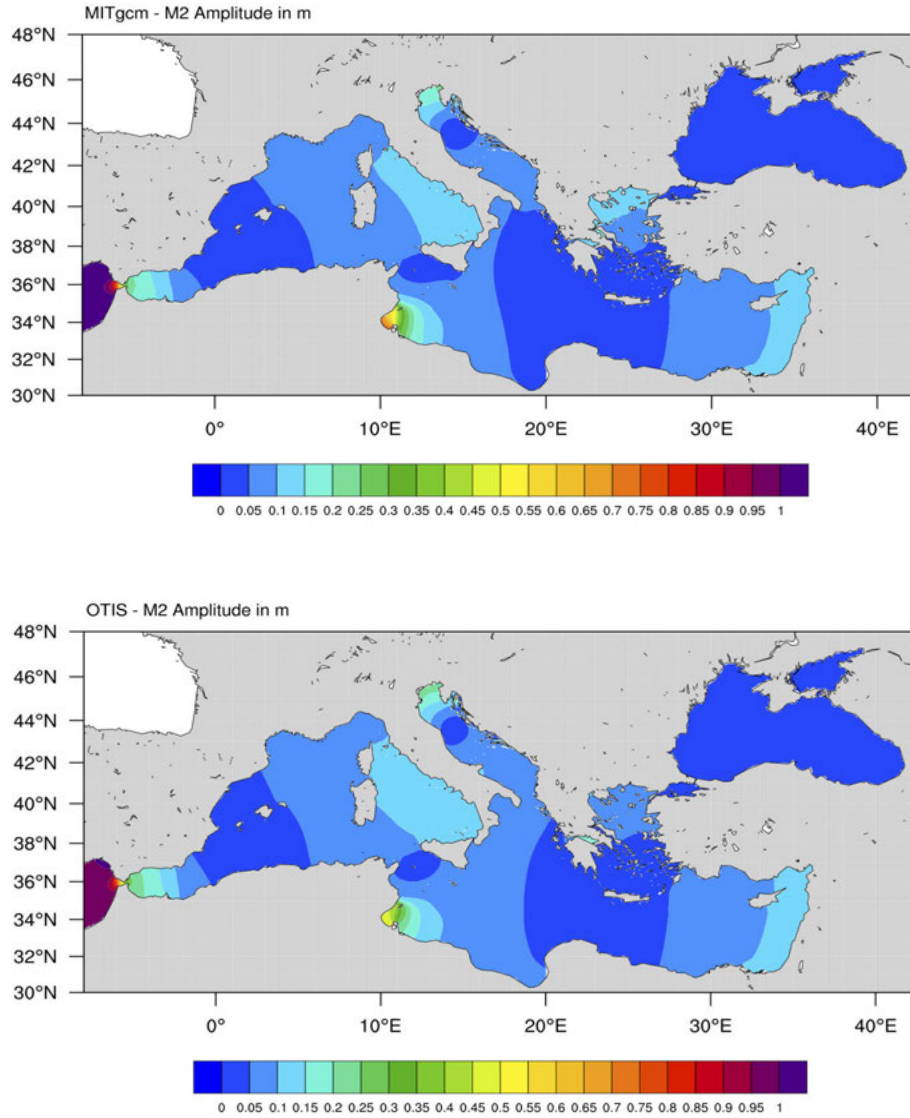 MITgcm - M2 Amplitude in m
48°N
46°N
44°N
42°N
40°N
38°N
36°N
34°N
32°N
30°N
0° 10°E 20°E 30°E 40°E
0 0.05 0.1 0.15 0.2 0.25 0.3 0.35 0.4 0.45 0.5 0.55 0.6 0.65 0.7 0.75 0.8 0.85 0.9 0.95 1
OTIS - M2 Amplitude in m
48°N
46°N
44°N
42°N
40°N
38°N
36°N
34°N
32°N
30°N
0° 10°E 20°E 30°E 40°E
0 0.05 0.1 0.15 0.2 0.25 0.3 0.35 0.4 0.45 0.5 0.55 0.6 0.65 0.7 0.75 0.8 0.85 0.9 0.95 1